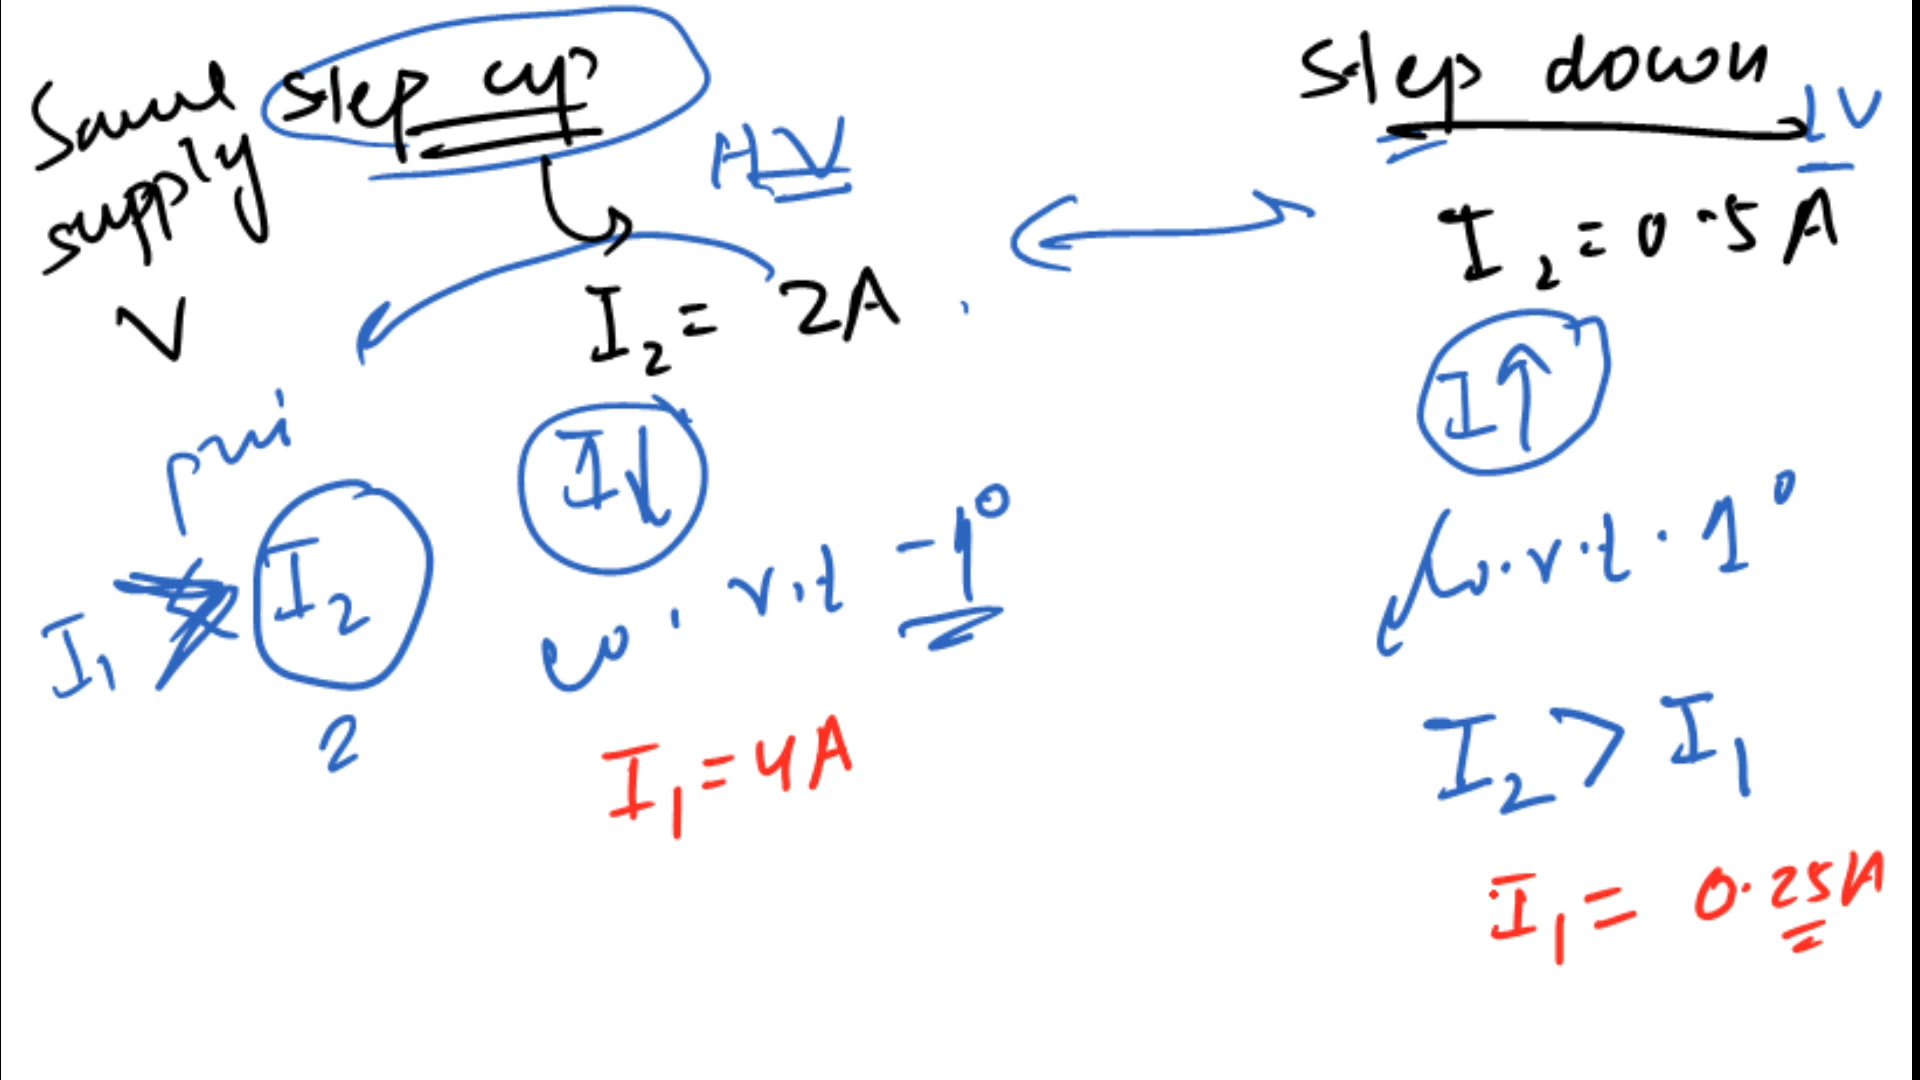 Same
supply
V
step up
HV
I₂ = 2A
pri
I₁
I₂
2
I↓
w.r.t 1°
I₁ = 4A
Step down
LV
I₂ = 0.5A
I↑
w.r.t. 1°
I₂ > I₁
I₁ = 0.25A